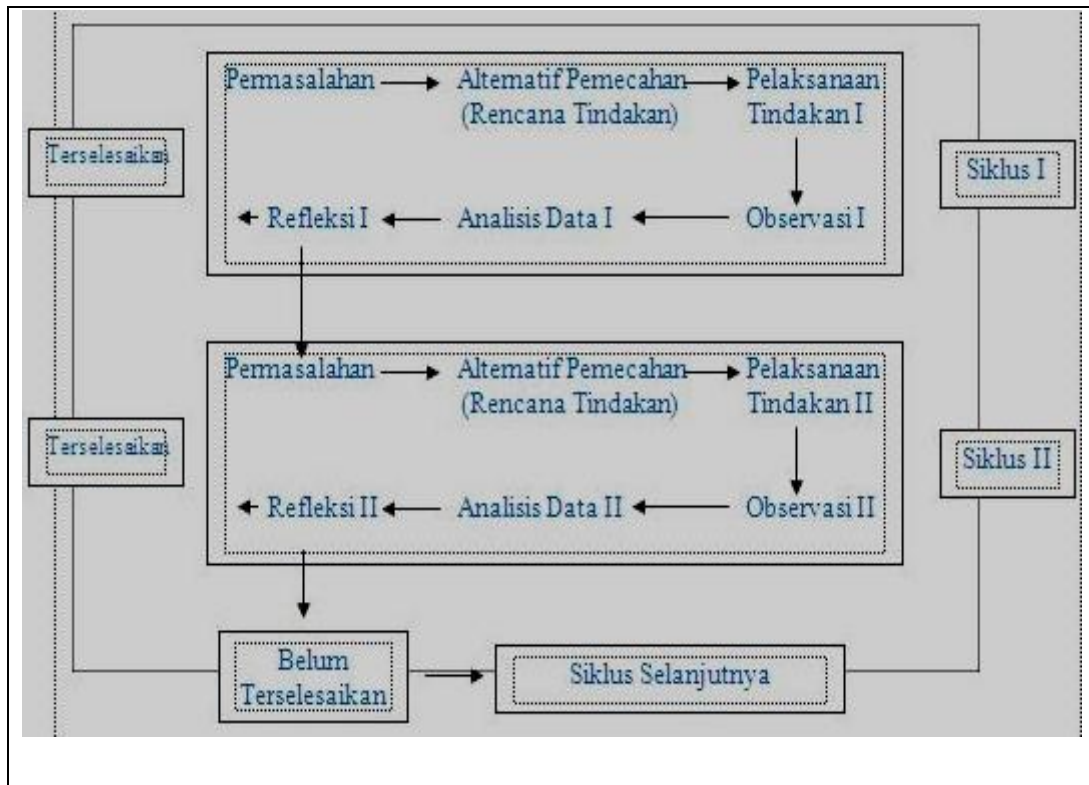 Permasalahan
Alternatif Pemecahan
(Rencana Tindakan)
Pelaksanaan
Tindakan I
Terselesaikan
Siklus I
Refleksi I
Analisis Data I
Observasi I
Permasalahan
Alternatif Pemecahan
(Rencana Tindakan)
Pelaksanaan
Tindakan II
Terselesaikan
Siklus II
Refleksi II
Analisis Data II
Observasi II
Belum
Terselesaikan
Siklus Selanjutnya